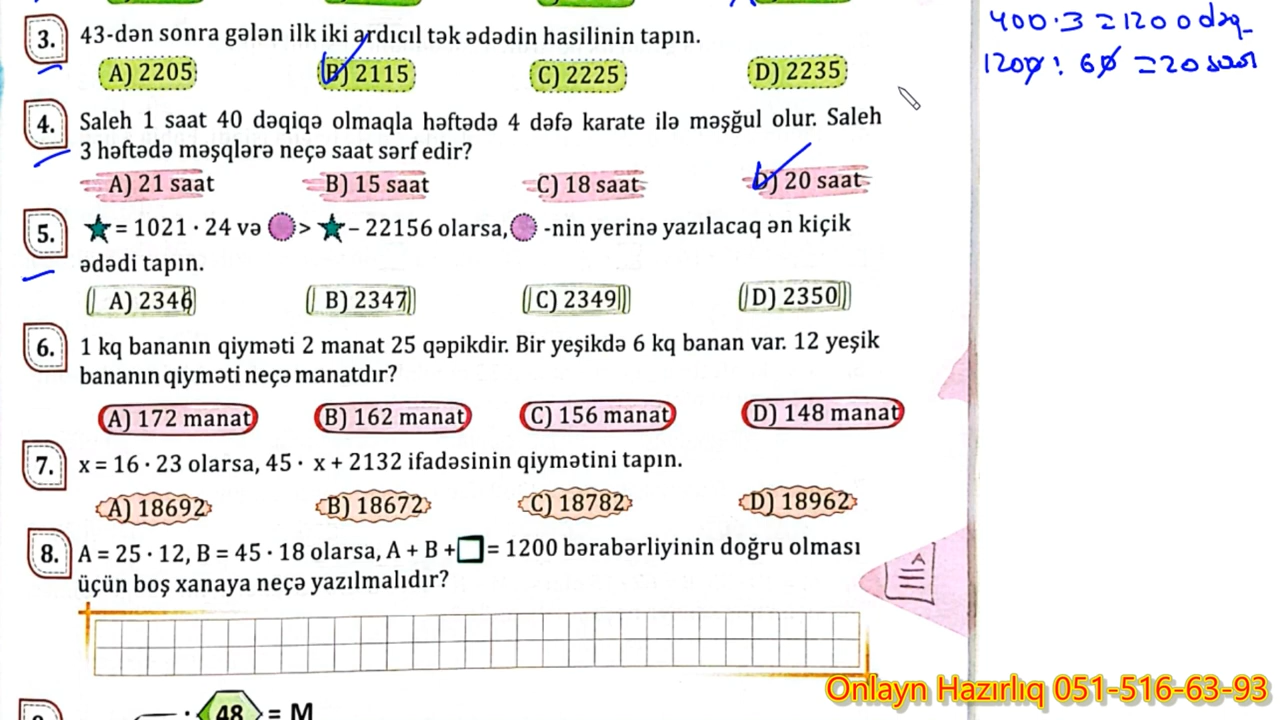 3. 43-dən sonra gələn ilk iki ardıcıl tək ədədin hasilinin tapın.
A) 2205 B) 2115 C) 2225 D) 2235
4. Saleh 1 saat 40 dəqiqə olmaqla həftədə 4 dəfə karate ilə məşğul olur. Saleh
3 həftədə məşqlərə neçə saat sərf edir?
A) 21 saat B) 15 saat C) 18 saat D) 20 saat
5. = 1021 · 24 və > – 22156 olarsa, -nin yerinə yazılacaq ən kiçik
ədədi tapın.
A) 2346 B) 2347 C) 2349 D) 2350
6. 1 kq bananın qiyməti 2 manat 25 qəpikdir. Bir yeşikdə 6 kq banan var. 12 yeşik
bananın qiyməti neçə manatdır?
A) 172 manat B) 162 manat C) 156 manat D) 148 manat
7. x = 16 · 23 olarsa, 45 · x + 2132 ifadəsinin qiymətini tapın.
A) 18692 B) 18672 C) 18782 D) 18962
8. A = 25 · 12, B = 45 · 18 olarsa, A + B + = 1200 bərabərliyinin doğru olması
üçün boş xanaya neçə yazılmalıdır?
· 48 = M
400 · 3 = 1200 dəq
1200 : 60 = 20 saat
Onlayn Hazırlıq 051-516-63-93